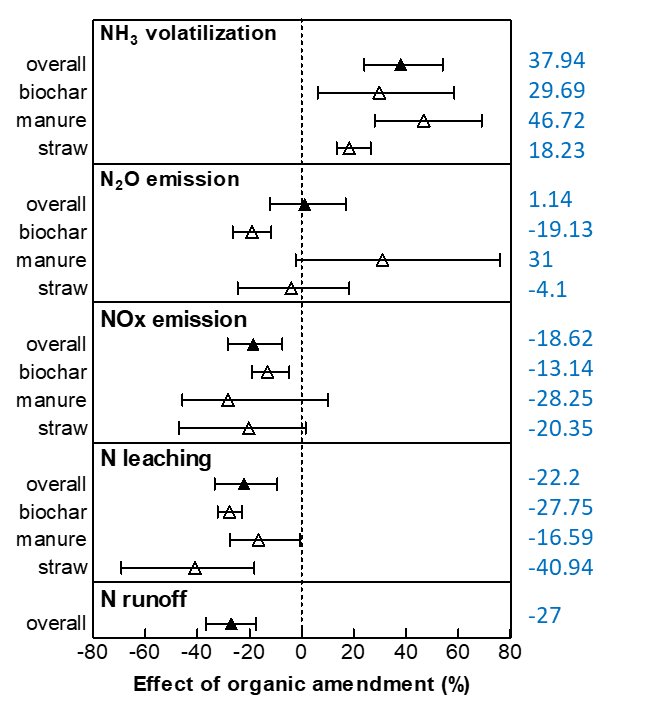 NH3 volatilization
overall 37.94
biochar 29.69
manure 46.72
straw 18.23
N2O emission
overall 1.14
biochar -19.13
manure 31
straw -4.1
NOx emission
overall -18.62
biochar -13.14
manure -28.25
straw -20.35
N leaching
overall -22.2
biochar -27.75
manure -16.59
straw -40.94
N runoff
overall -27
-80 -60 -40 -20 0 20 40 60 80
Effect of organic amendment (%)